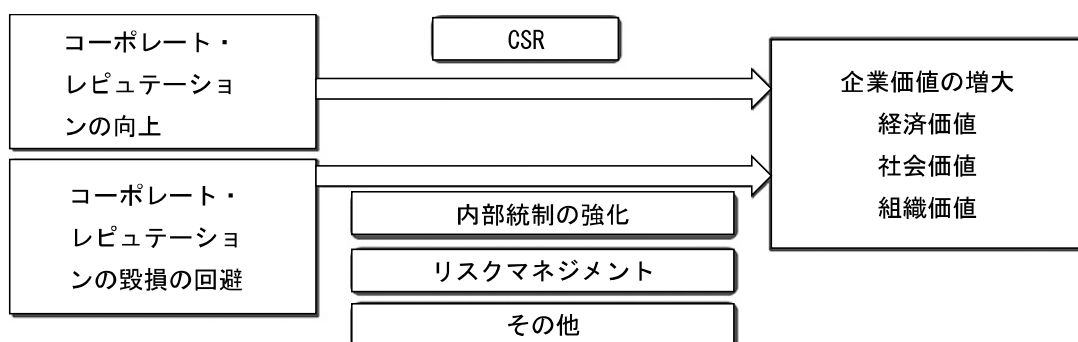 コーポレート・
レピュテーショ
ンの向上
CSR
企業価値の増大
経済価値
社会価値
組織価値
コーポレート・
レピュテーショ
ンの毀損の回避
内部統制の強化
リスクマネジメント
その他